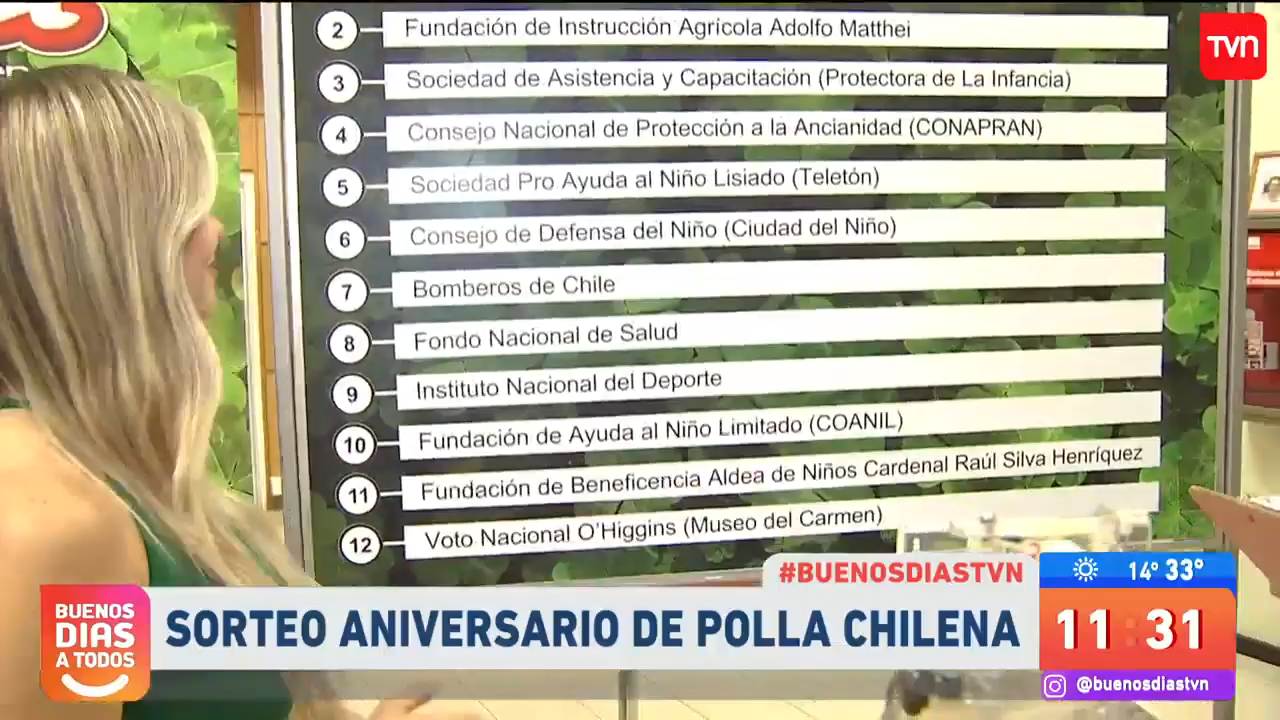 2 Fundación de Instrucción Agrícola Adolfo Matthei
3 Sociedad de Asistencia y Capacitación (Protectora de La Infancia)
4 Consejo Nacional de Protección a la Ancianidad (CONAPRAN)
5 Sociedad Pro Ayuda al Niño Lisiado (Teletón)
6 Consejo de Defensa del Niño (Ciudad del Niño)
7 Bomberos de Chile
8 Fondo Nacional de Salud
9 Instituto Nacional del Deporte
10 Fundación de Ayuda al Niño Limitado (COANIL)
11 Fundación de Beneficencia Aldea de Niños Cardenal Raúl Silva Henríquez
12 Voto Nacional O'Higgins (Museo del Carmen)
TVN
#BUENOSDIASTVN
14° 33°
BUENOS
DIAS
A TODOS
SORTEO ANIVERSARIO DE POLLA CHILENA
11:31
@buenosdiastvn